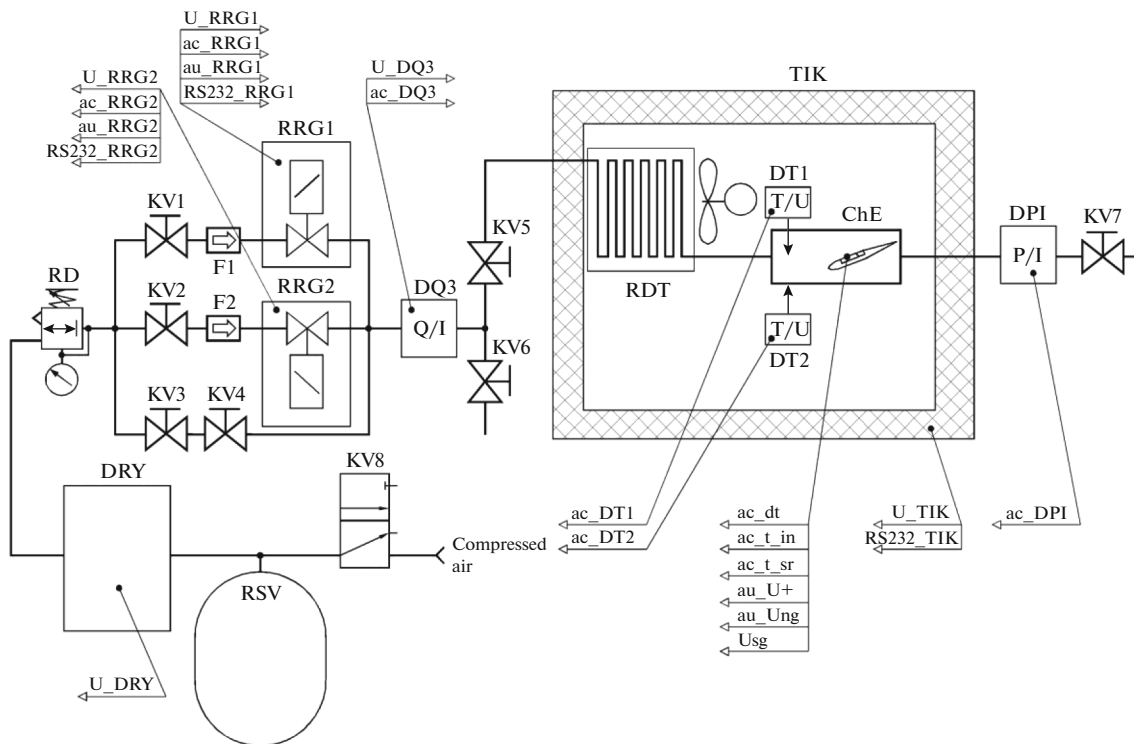 U_RRG1
ac_RRG1
au_RRG1
RS232_RRG1
U_RRG2
ac_RRG2
au_RRG2
RS232_RRG2
U_DQ3
ac_DQ3
TIK
RRG1
KV1
F1
RD
KV2
F2
RRG2
DQ3
Q/I
KV5
KV6
KV3
KV4
RDT
DT1
T/U
ChE
T/U
DT2
DPI
P/I
KV7
DRY
KV8
Compressed
air
RSV
U_DRY
ac_DT1
ac_DT2
ac_dt
ac_t_in
ac_t_sr
au_U+
au_Ung
Usg
U_TIK
RS232_TIK
ac_DPI